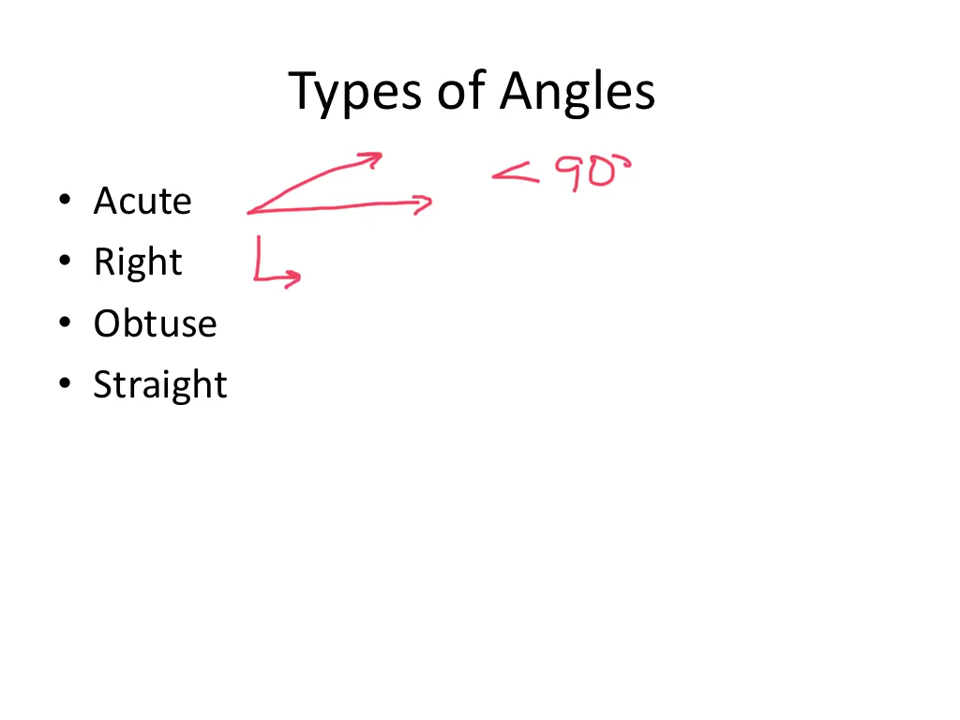 Types of Angles
• Acute < 90°
• Right
• Obtuse
• Straight